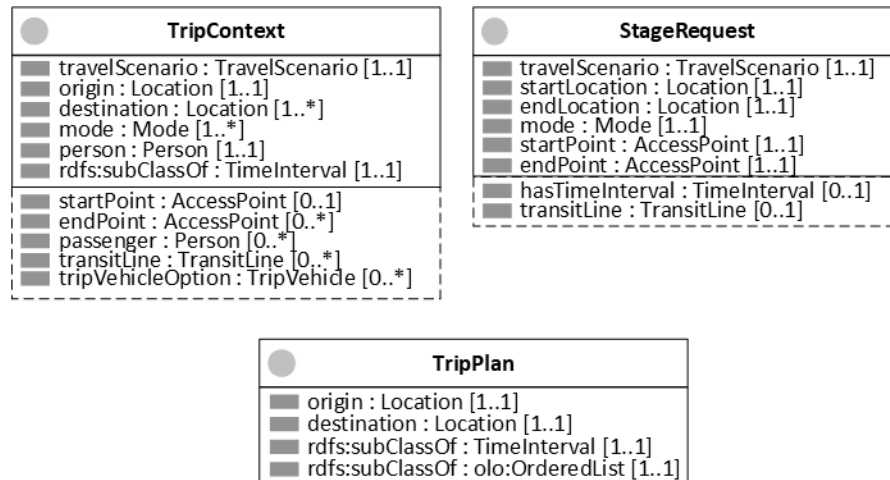 TripContext
travelScenario : TravelScenario [1..1]
origin : Location [1..1]
destination : Location [1..*]
mode : Mode [1..*]
person : Person [1..1]
rdfs:subClassOf : TimeInterval [1..1]
startPoint : AccessPoint [0..1]
endPoint : AccessPoint [0..*]
passenger : Person [0..*]
transitLine : TransitLine [0..*]
tripVehicleOption : TripVehicle [0..*]
StageRequest
travelScenario : TravelScenario [1..1]
startLocation : Location [1..1]
endLocation : Location [1..1]
mode : Mode [1..1]
startPoint : AccessPoint [1..1]
endPoint : AccessPoint [1..1]
hasTimeInterval : TimeInterval [0..1]
transitLine : TransitLine [0..1]
TripPlan
origin : Location [1..1]
destination : Location [1..1]
rdfs:subClassOf : TimeInterval [1..1]
rdfs:subClassOf : olo:OrderedList [1..1]